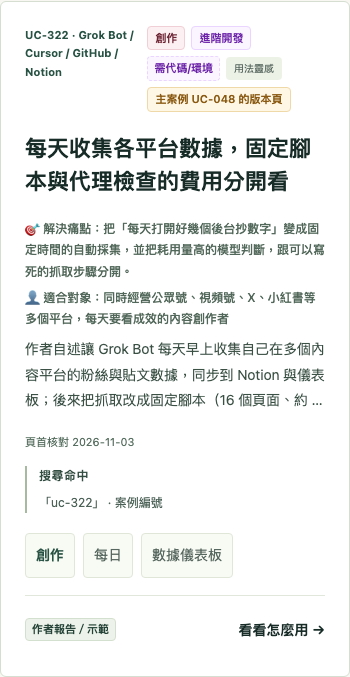 UC-322 · Grok Bot /
Cursor / GitHub /
Notion
創作
進階開發
需代碼/環境
用法靈感
主案例 UC-048 的版本頁
每天收集各平台數據，固定腳
本與代理檢查的費用分開看
🎯 解決痛點：把「每天打開好幾個後台抄數字」變成固
定時間的自動採集，並把耗用量高的模型判斷，跟可以寫
死的抓取步驟分開。
👤 適合對象：同時經營公眾號、視頻號、X、小紅書等
多個平台，每天要看成效的內容創作者
作者自述讓 Grok Bot 每天早上收集自己在多個內
容平台的粉絲與貼文數據，同步到 Notion 與儀表
板；後來把抓取改成固定腳本（16 個頁面、約 ...
頁首核對 2026-11-03
搜尋命中
「uc-322」 · 案例編號
創作
每日
數據儀表板
作者報告 / 示範
看看怎麼用 →